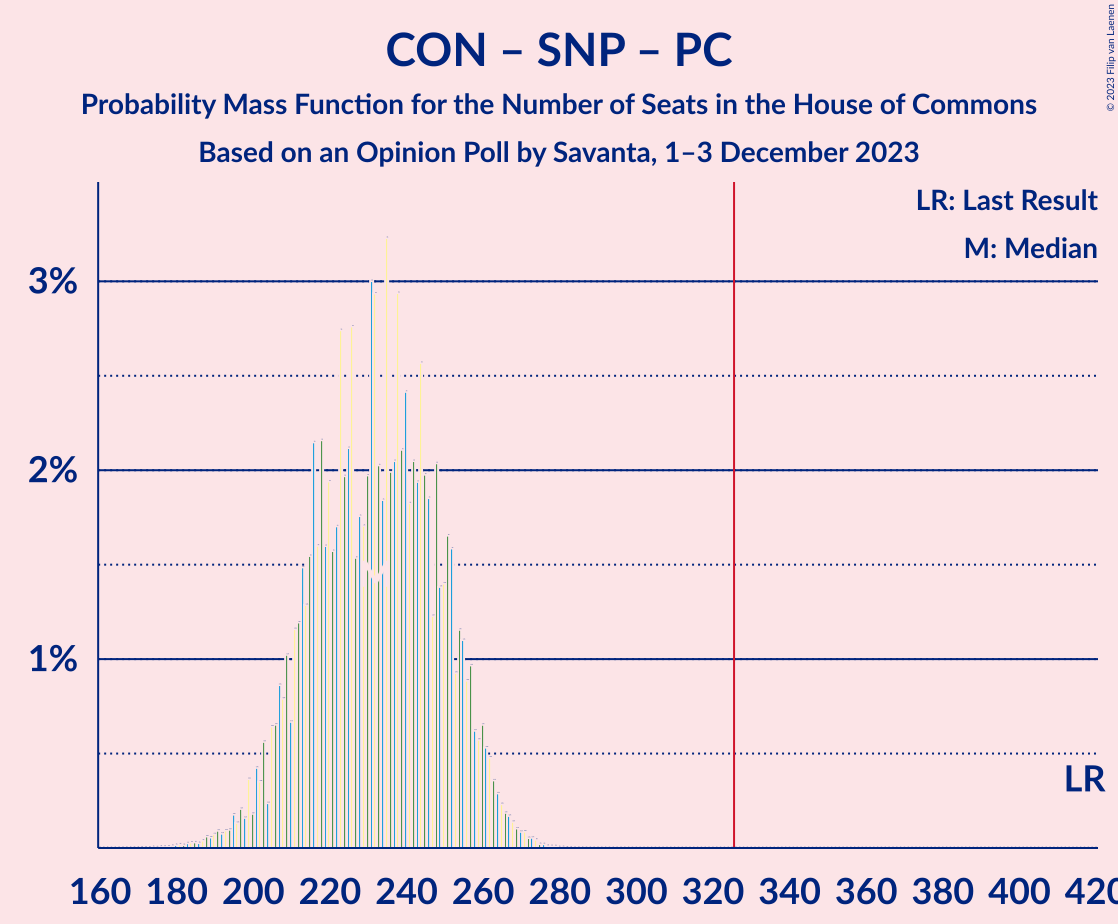 CON – SNP – PC
Probability Mass Function for the Number of Seats in the House of Commons
Based on an Opinion Poll by Savanta, 1–3 December 2023
© 2023 Filip van Laenen
LR: Last Result
M: Median
3%
2%
1%
LR
160 180 200 220 240 260 280 300 320 340 360 380 400 420